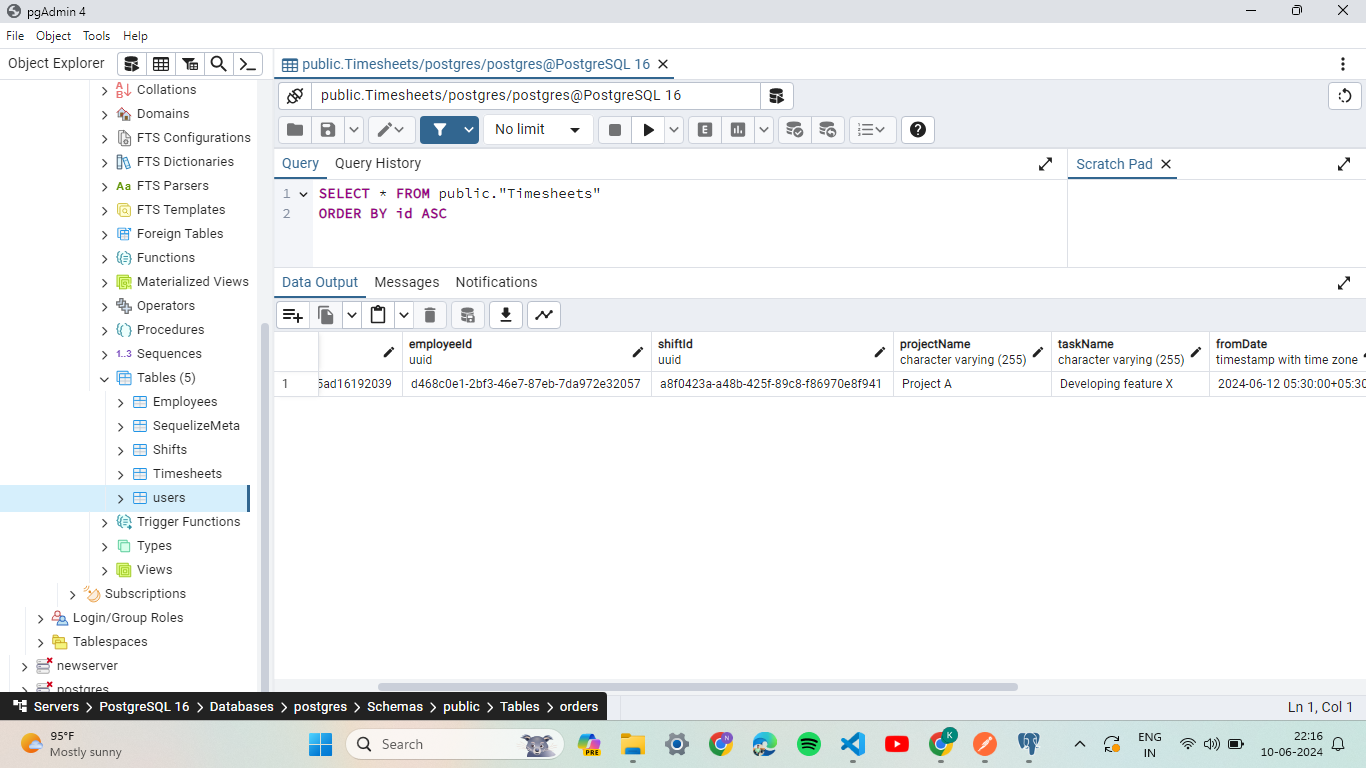 pgAdmin 4
File Object Tools Help
Object Explorer
public.Timesheets/postgres/postgres@PostgreSQL 16
public.Timesheets/postgres/postgres@PostgreSQL 16
No limit
E
Query Query History
Scratch Pad
1 SELECT * FROM public."Timesheets"
2 ORDER BY id ASC
Data Output Messages Notifications
employeeId shiftId projectName taskName fromDate
uuid uuid character varying (255) character varying (255) timestamp with time zone
1 5ad16192039 d468c0e1-2bf3-46e7-87eb-7da972e32057 a8f0423a-a48b-425f-89c8-f86970e8f941 Project A Developing feature X 2024-06-12 05:30:00+05:30
Collations
Domains
FTS Configurations
FTS Dictionaries
Aa FTS Parsers
FTS Templates
Foreign Tables
Functions
Materialized Views
Operators
Procedures
1..3 Sequences
Tables (5)
Employees
SequelizeMeta
Shifts
Timesheets
users
Trigger Functions
Types
Views
Subscriptions
Login/Group Roles
Tablespaces
newserver
postgres
Servers > PostgreSQL 16 > Databases > postgres > Schemas > public > Tables > orders
Ln 1, Col 1
95°F
Mostly sunny
Search
PRE
N
K
ENG
IN
22:16
10-06-2024